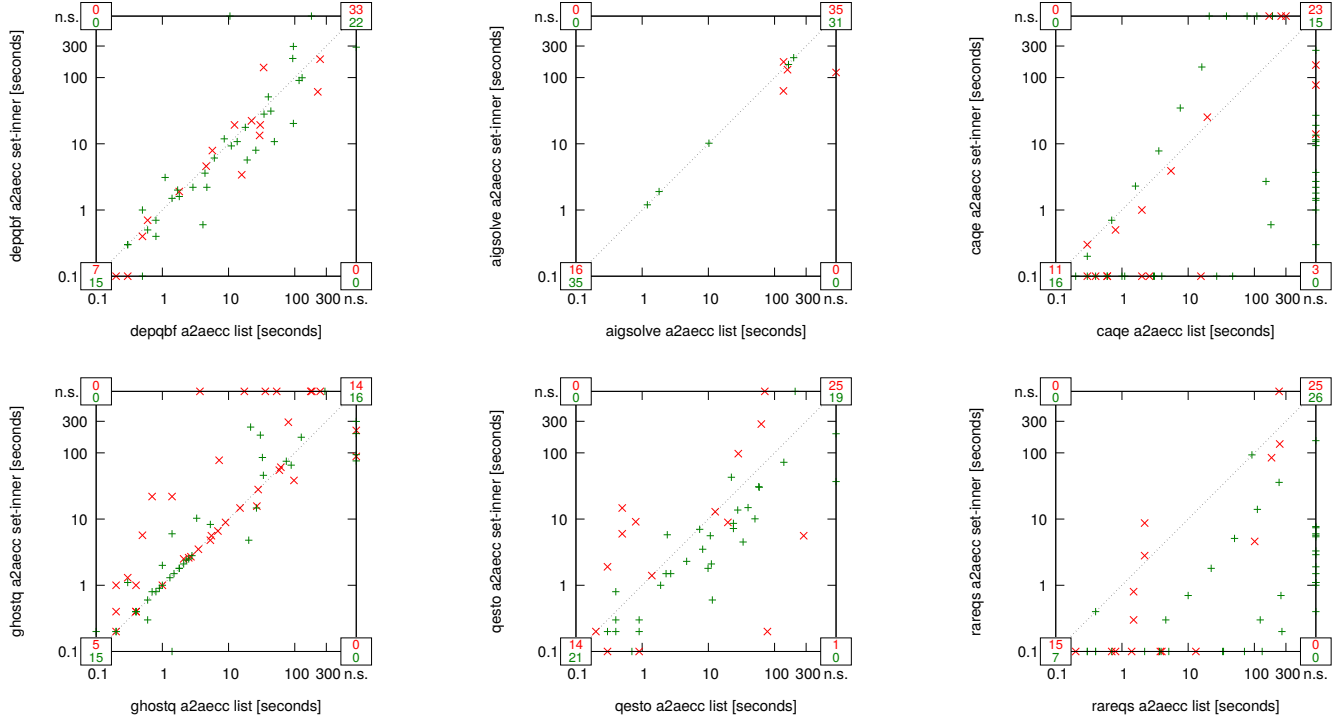 n.s. 0 0 33 22
300
100
10
1
0.1 7 15 0 0
0.1 1 10 100 300 n.s.
depqbf a2aecc set-inner [seconds]
depqbf a2aecc list [seconds]
n.s. 0 0 35 31
300
100
10
1
0.1 16 35 0 0
0.1 1 10 100 300 n.s.
aigsolve a2aecc set-inner [seconds]
aigsolve a2aecc list [seconds]
n.s. 0 0 23 15
300
100
10
1
0.1 11 16 3 0
0.1 1 10 100 300 n.s.
caqe a2aecc set-inner [seconds]
caqe a2aecc list [seconds]
n.s. 0 0 14 16
300
100
10
1
0.1 5 15 0 0
0.1 1 10 100 300 n.s.
ghostq a2aecc set-inner [seconds]
ghostq a2aecc list [seconds]
n.s. 0 0 25 19
300
100
10
1
0.1 14 21 1 0
0.1 1 10 100 300 n.s.
qesto a2aecc set-inner [seconds]
qesto a2aecc list [seconds]
n.s. 0 0 25 26
300
100
10
1
0.1 15 7 0 0
0.1 1 10 100 300 n.s.
rareqs a2aecc set-inner [seconds]
rareqs a2aecc list [seconds]